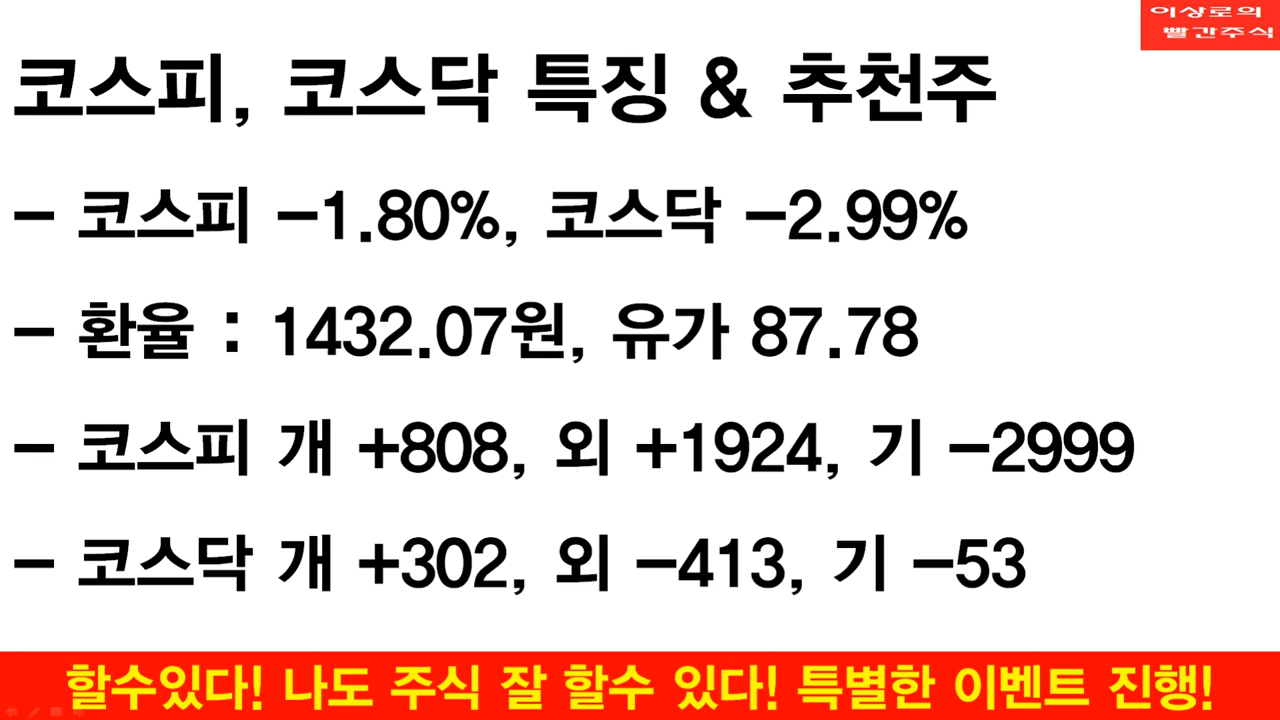 이상로의
빨간주식
코스피, 코스닥 특징 & 추천주
- 코스피 -1.80%, 코스닥 -2.99%
- 환율 : 1432.07원, 유가 87.78
- 코스피 개 +808, 외 +1924, 기 -2999
- 코스닥 개 +302, 외 -413, 기 -53
할수있다! 나도 주식 잘 할수 있다! 특별한 이벤트 진행!